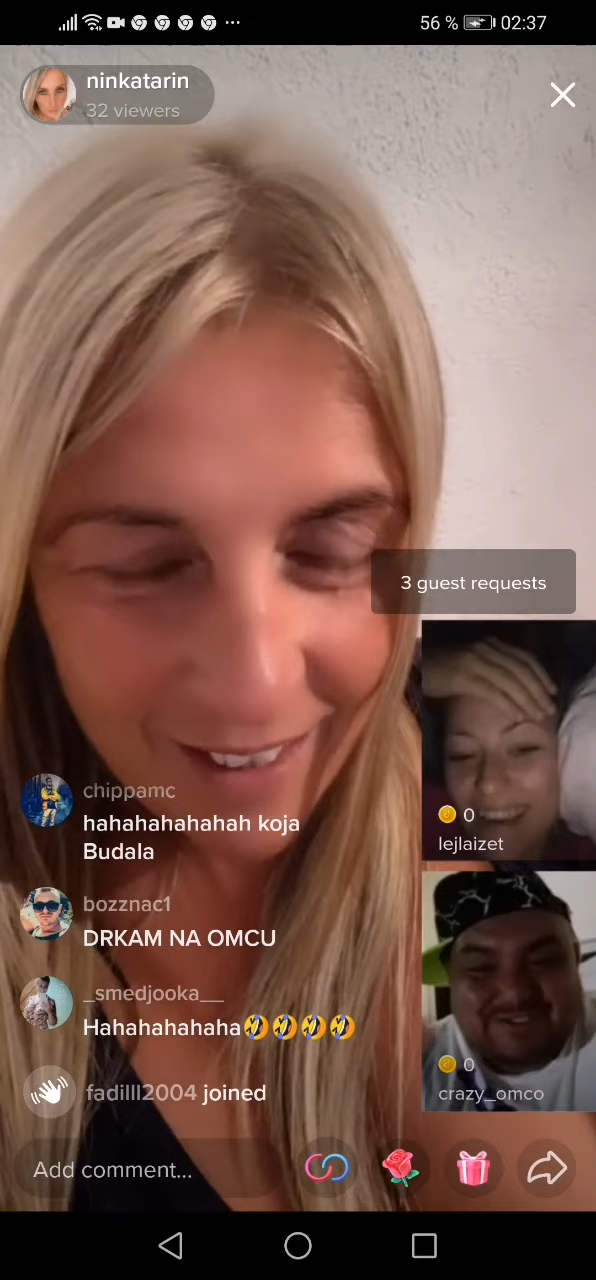 56 % 02:37
ninkatarin
32 viewers
3 guest requests
0
lejlaizet
chippamc
hahahahahahah koja
Budala
bozznac1
DRKAM NA OMCU
_smedjooka__
Hahahahahaha🤣🤣🤣🤣
0
crazy_omco
fadilll2004 joined
Add comment...